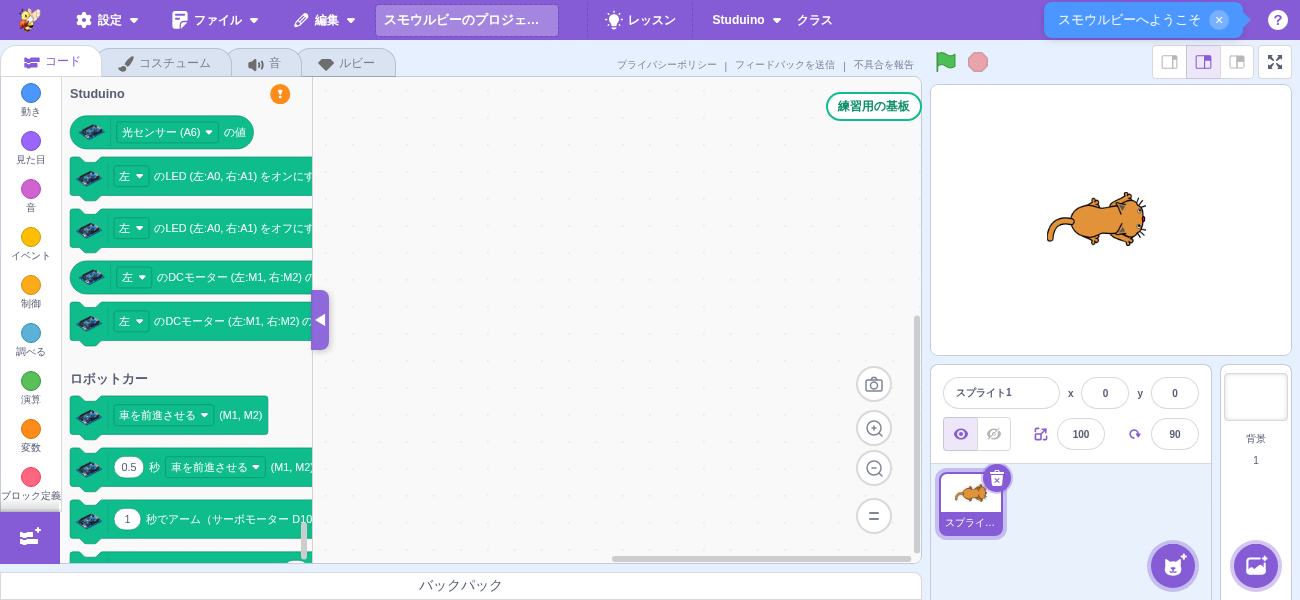 設定 ファイル 編集 スモウルビーのプロジェ… レッスン Studuino クラス スモウルビーへようこそ × ?
コード コスチューム 音 ルビー プライバシーポリシー | フィードバックを送信 | 不具合を報告
動き
見た目
音
イベント
制御
調べる
演算
変数
ブロック定義
Studuino
光センサー (A6) の値
左 のLED (左:A0, 右:A1) をオンにす
左 のLED (左:A0, 右:A1) をオフにす
左 のDCモーター (左:M1, 右:M2) の
左 のDCモーター (左:M1, 右:M2) の
ロボットカー
車を前進させる (M1, M2)
0.5 秒 車を前進させる (M1, M2)
1 秒でアーム（サーボモーター D10
練習用の基板
スプライト1 x 0 y 0
100 90
スプライ…
背景
1
バックパック